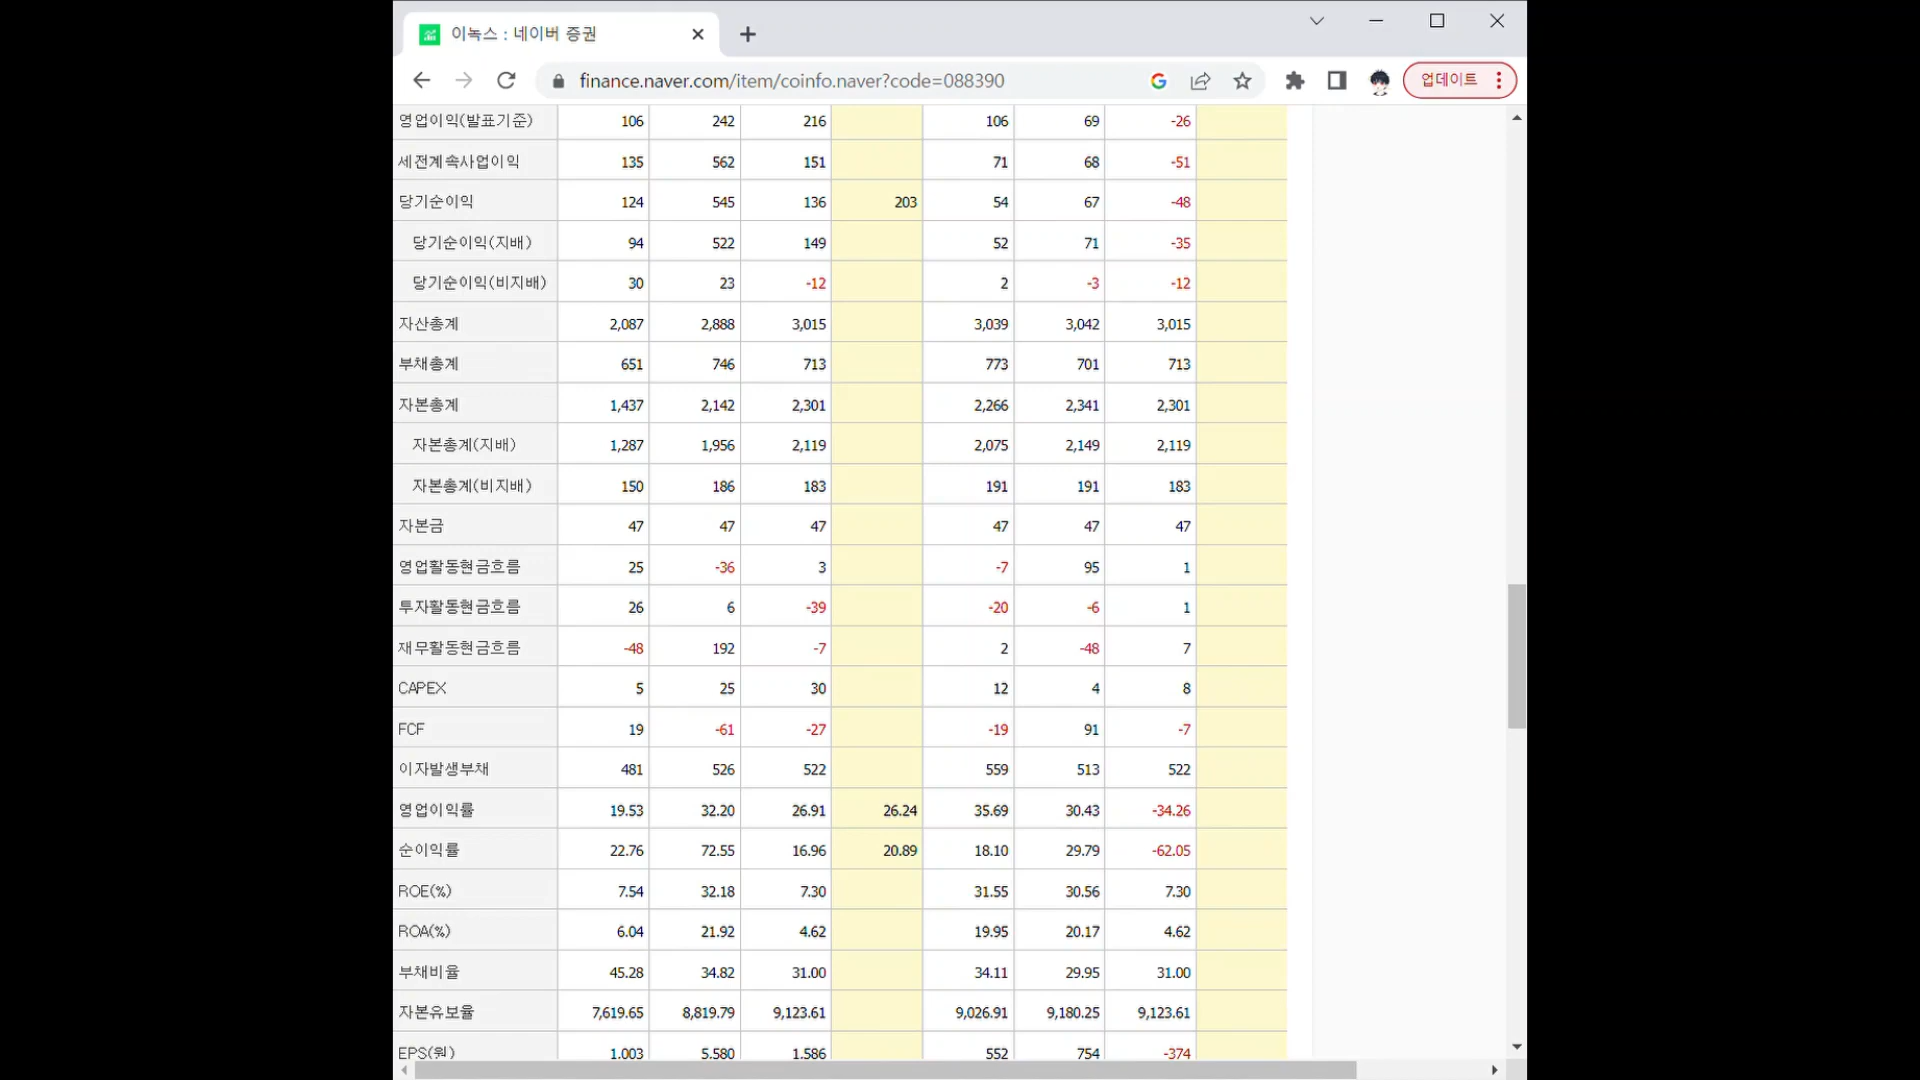 이녹스 : 네이버 증권
finance.naver.com/item/coinfo.naver?code=088390
업데이트
영업이익(발표기준) 106 242 216 106 69 -26
세전계속사업이익 135 562 151 71 68 -51
당기순이익 124 545 136 203 54 67 -48
당기순이익(지배) 94 522 149 52 71 -35
당기순이익(비지배) 30 23 -12 2 -3 -12
자산총계 2,087 2,888 3,015 3,039 3,042 3,015
부채총계 651 746 713 773 701 713
자본총계 1,437 2,142 2,301 2,266 2,341 2,301
자본총계(지배) 1,287 1,956 2,119 2,075 2,149 2,119
자본총계(비지배) 150 186 183 191 191 183
자본금 47 47 47 47 47 47
영업활동현금흐름 25 -36 3 -7 95 1
투자활동현금흐름 26 6 -39 -20 -6 1
재무활동현금흐름 -48 192 -7 2 -48 7
CAPEX 5 25 30 12 4 8
FCF 19 -61 -27 -19 91 -7
이자발생부채 481 526 522 559 513 522
영업이익률 19.53 32.20 26.91 26.24 35.69 30.43 -34.26
순이익률 22.76 72.55 16.96 20.89 18.10 29.79 -62.05
ROE(%) 7.54 32.18 7.30 31.55 30.56 7.30
ROA(%) 6.04 21.92 4.62 19.95 20.17 4.62
부채비율 45.28 34.82 31.00 34.11 29.95 31.00
자본유보율 7,619.65 8,819.79 9,123.61 9,026.91 9,180.25 9,123.61
EPS(원) 1,003 5,580 1,586 552 754 -374